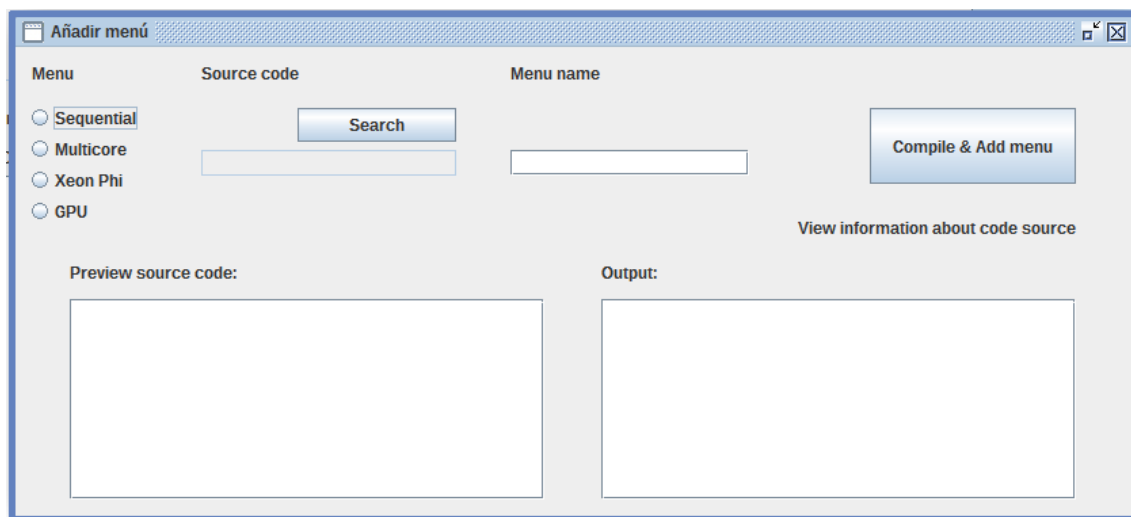 Añadir menú
Menu
Source code
Menu name
Sequential
Search
Multicore
Compile & Add menu
Xeon Phi
GPU
View information about code source
Preview source code:
Output: